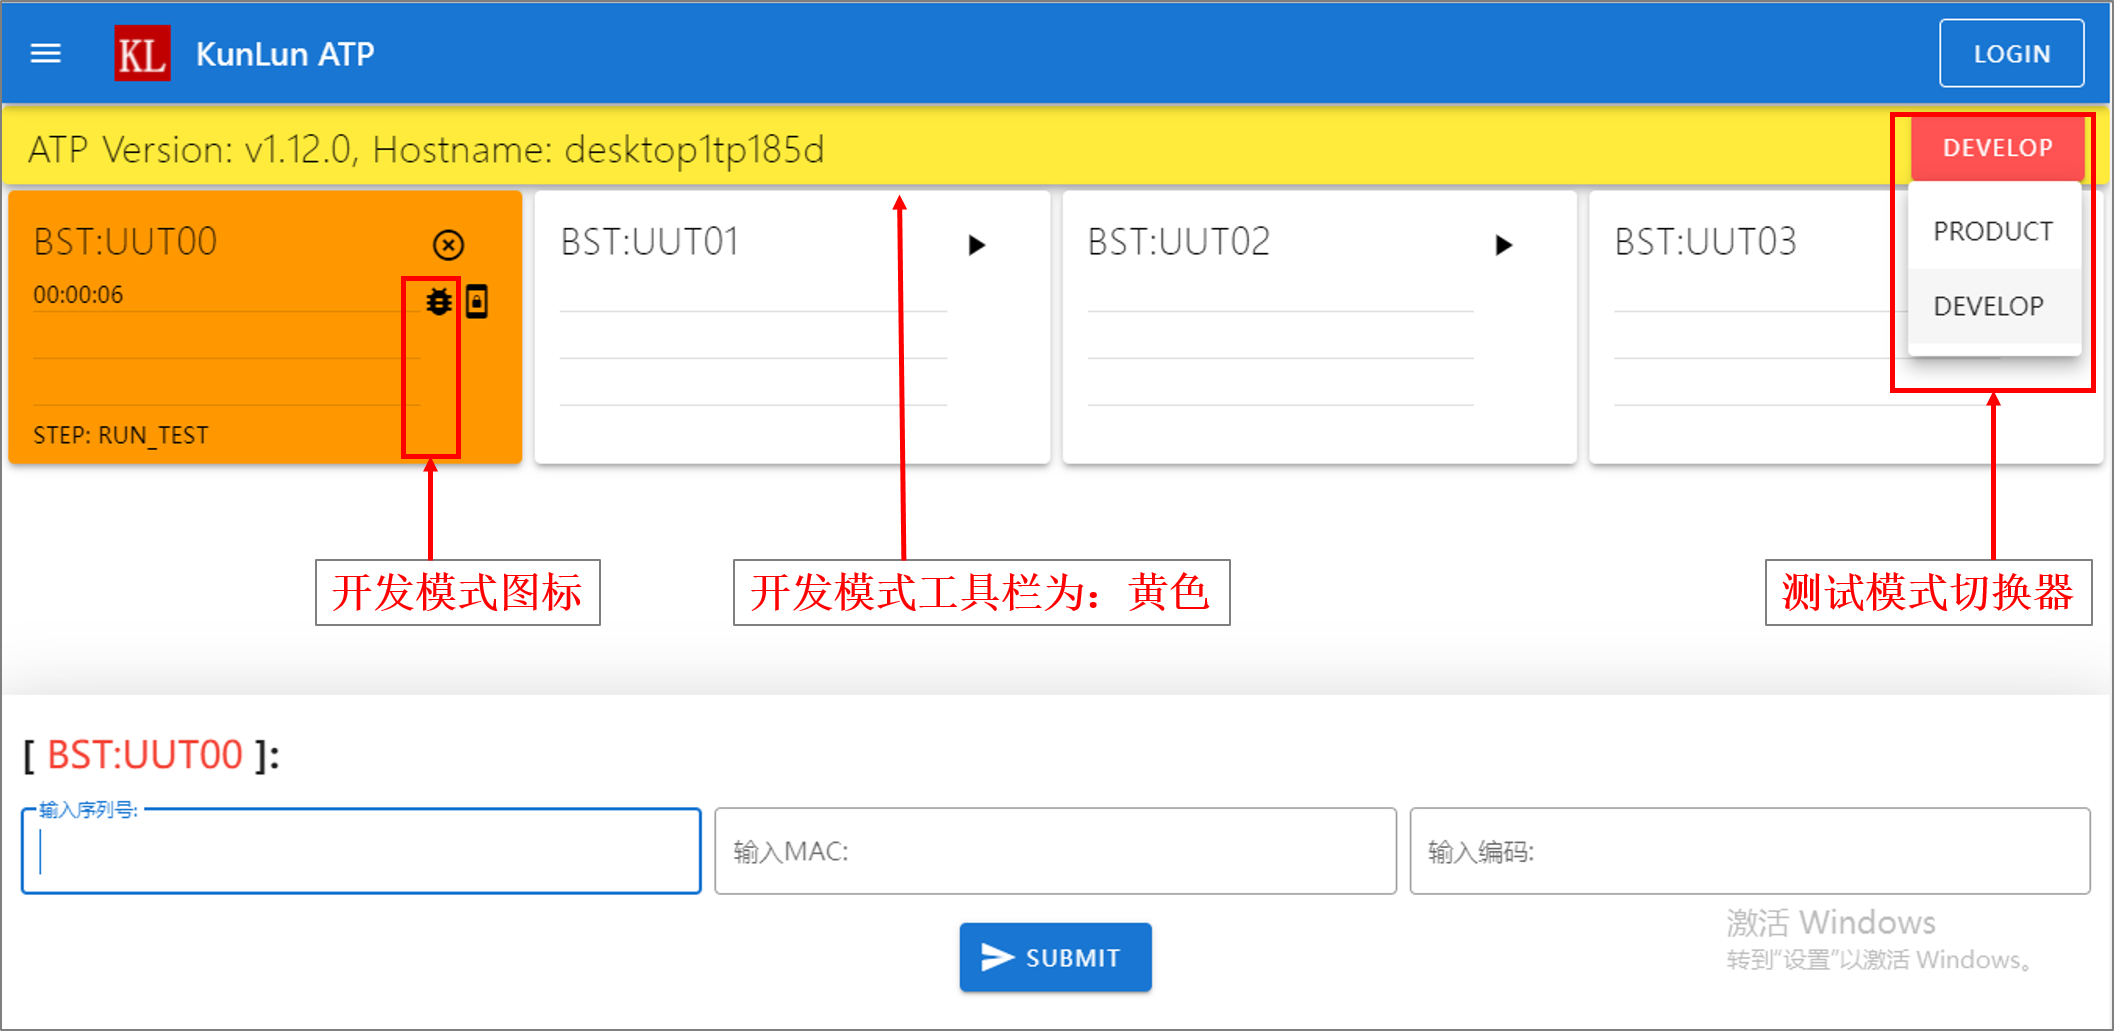 KL KunLun ATP
LOGIN
ATP Version: v1.12.0, Hostname: desktop1tp185d
DEVELOP
PRODUCT
DEVELOP
BST:UUT00
00:00:06
STEP: RUN_TEST
BST:UUT01
BST:UUT02
BST:UUT03
开发模式图标
开发模式工具栏为：黄色
测试模式切换器
[ BST:UUT00 ]:
输入序列号:
输入MAC:
输入编码:
SUBMIT
激活 Windows
转到"设置"以激活 Windows。